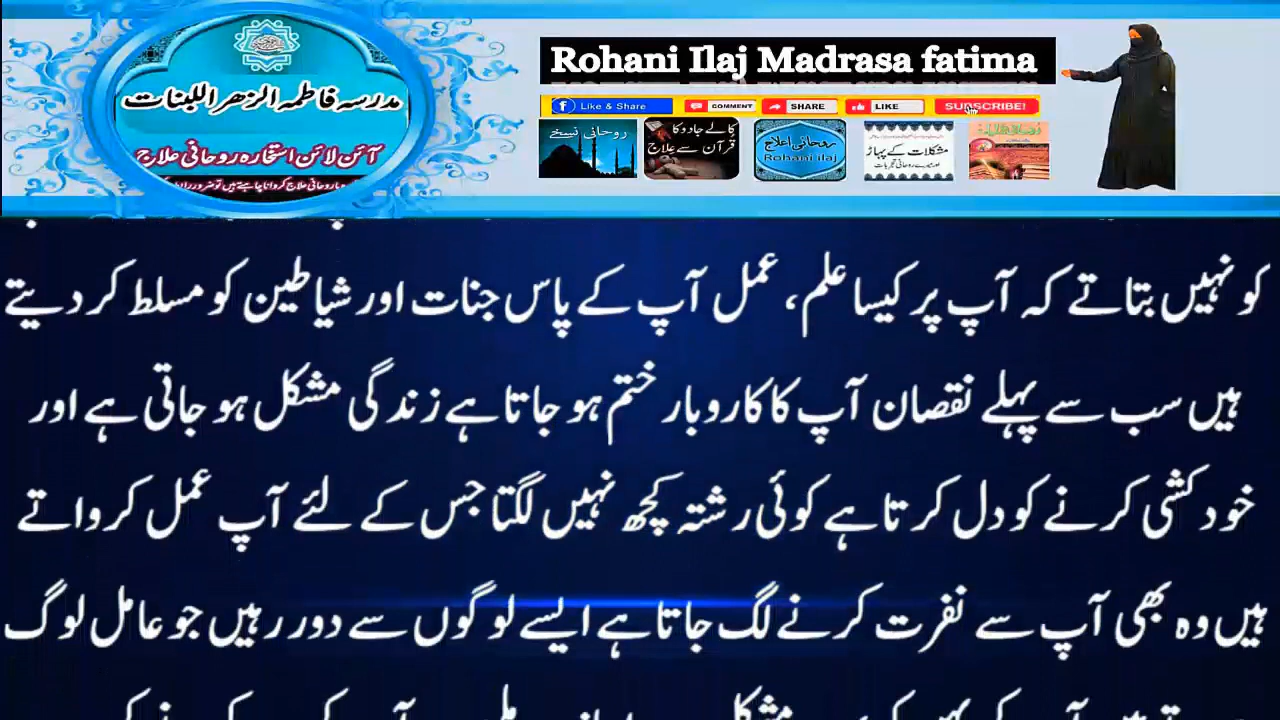 مدرسہ فاطمہ الزھرا للبنات
آن لائن استخارہ روحانی علاج
Rohani Ilaj Madrasa fatima
Like & Share
COMMENT
SHARE
LIKE
SUBSCRIBE!
روحانی نسخے
کالے جادو کا
قرآن سے علاج
روحانی علاج
Rohani ilaj
مشکلات کے پہاڑ
کو نہیں بتاتے کہ آپ پر کیسا علم، عمل آپ کے پاس جنات اور شیاطین کو مسلط کر دیتے
ہیں سب سے پہلے نقصان آپ کا کاروبار ختم ہو جاتا ہے زندگی مشکل ہو جاتی ہے اور
خود کشی کرنے کو دل کرتا ہے کوئی رشتہ کچھ نہیں لگتا جس کے لئے آپ عمل کرواتے
ہیں وہ بھی آپ سے نفرت کرنے لگ جاتا ہے ایسے لوگوں سے دور رہیں جو عامل لوگ